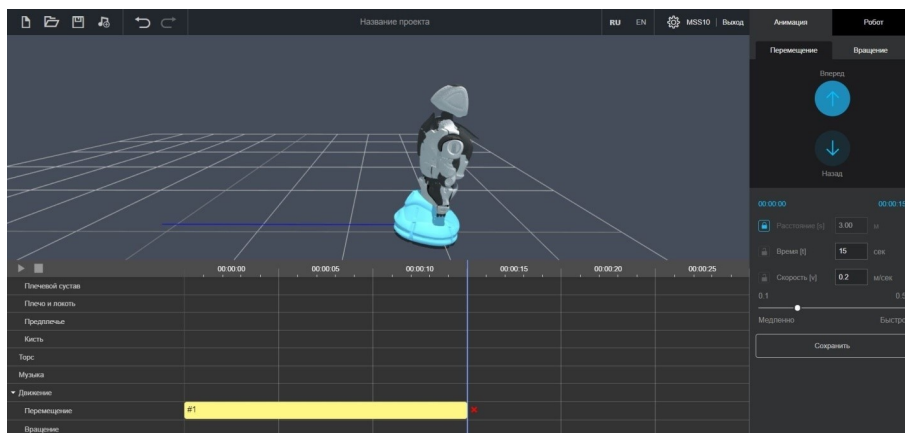 Название проекта
RU EN MSS10 | Выход
Анимация Робот
Перемещение Вращение
Вперед
Назад
00:00:00 00:00:15
Расстояние [s] 3.00 м
Время [t] 15 сек
Скорость [v] 0.2 м/сек
0.1 0.5
Медленно Быстро
Сохранить
00:00:00 00:00:05 00:00:10 00:00:15 00:00:20 00:00:25
Плечевой сустав
Плечо и локоть
Предплечье
Кисть
Торс
Музыка
Движение
Перемещение #1
Вращение